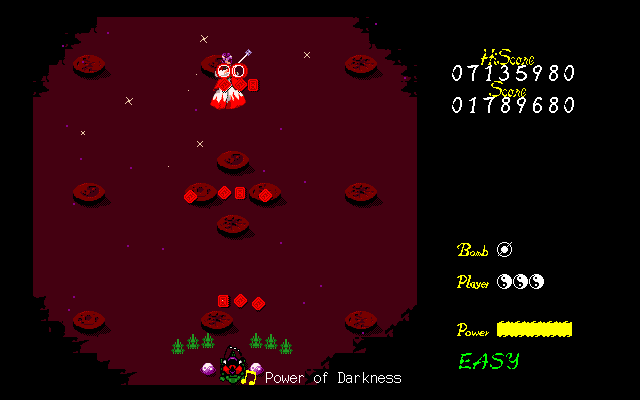 HiScore
07135980
Score
01789680
Bomb
Player
Power
EASY
♫ Power of Darkness